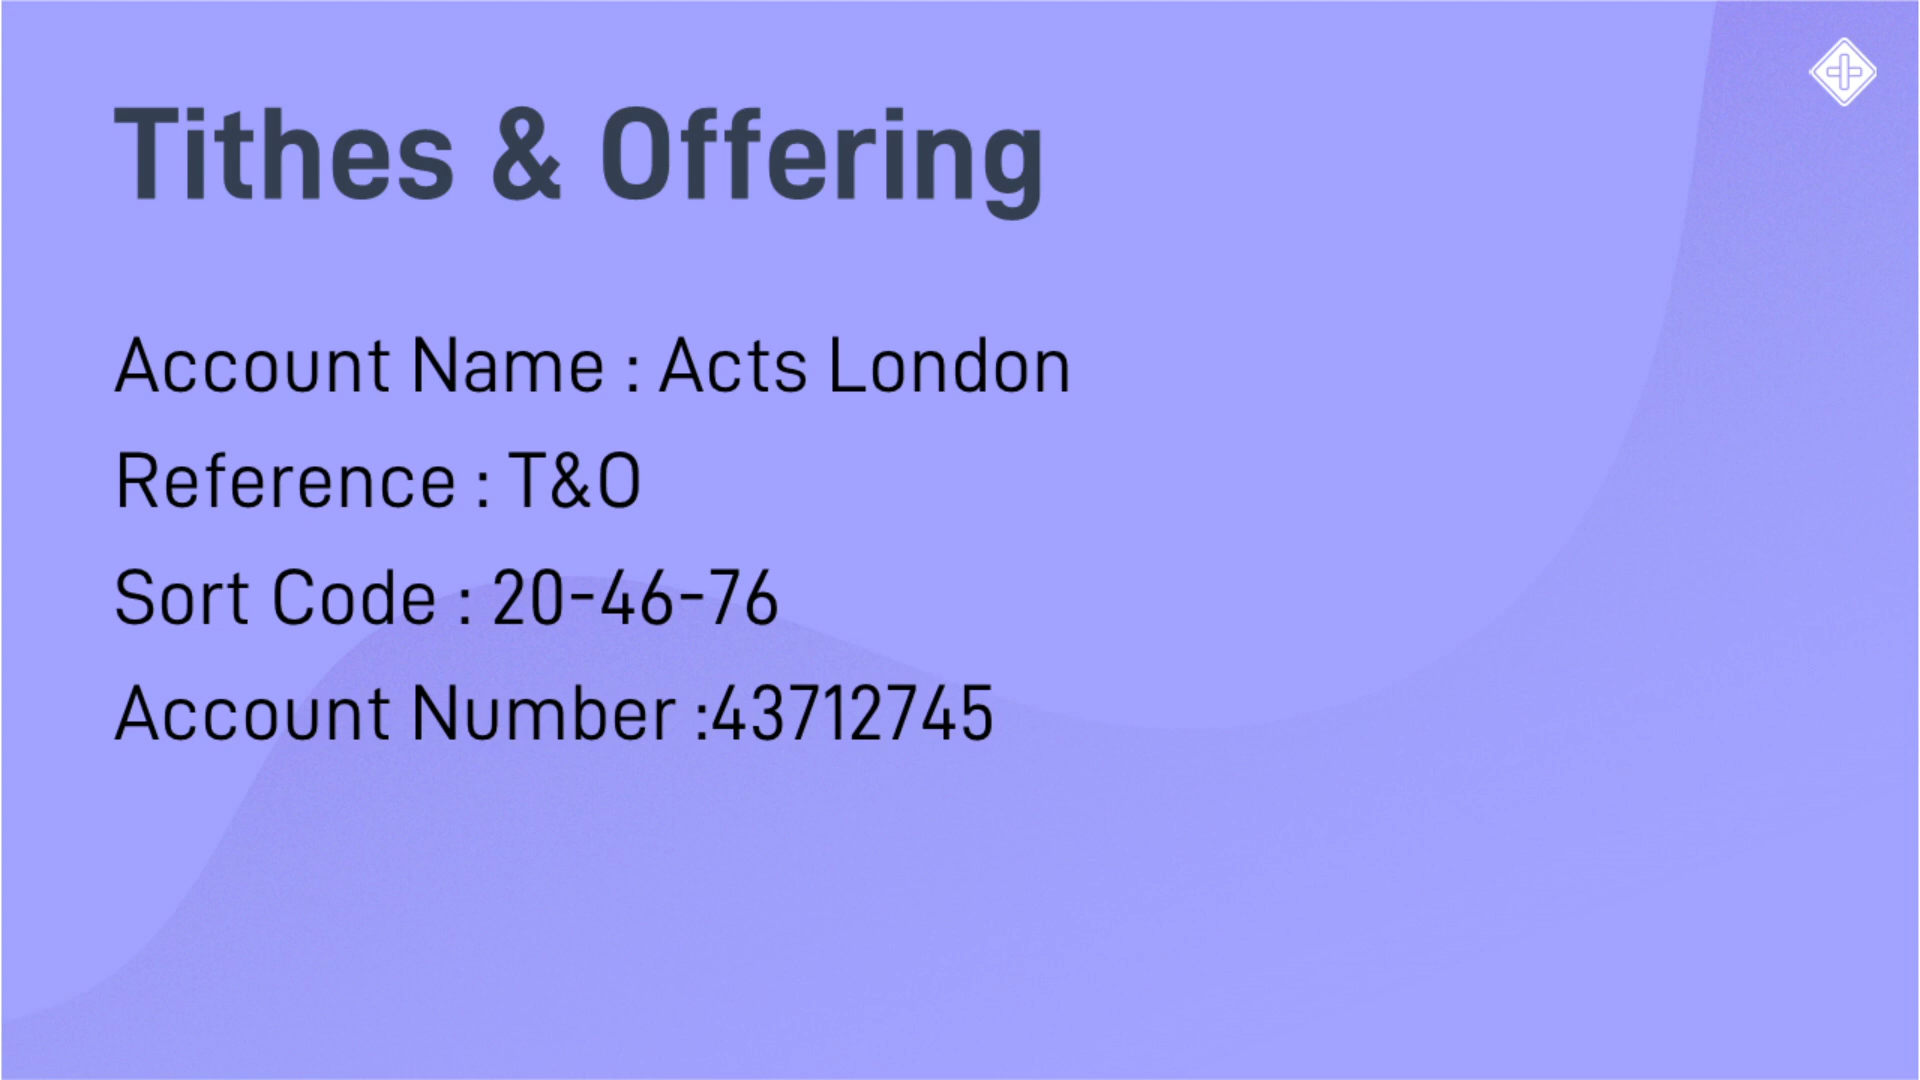 Tithes & Offering
Account Name : Acts London
Reference : T&O
Sort Code : 20-46-76
Account Number :43712745